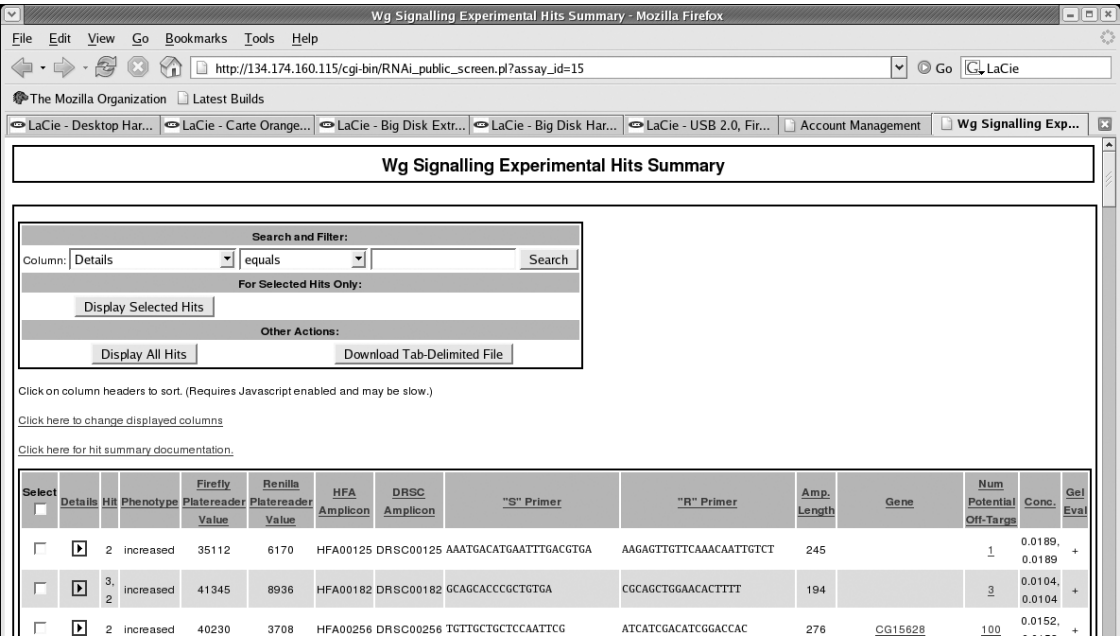 Wg Signalling Experimental Hits Summary - Mozilla Firefox
File Edit View Go Bookmarks Tools Help
http://134.174.160.115/cgi-bin/RNAi_public_screen.pl?assay_id=15 Go G LaCie
The Mozilla Organization Latest Builds
LaCie - Desktop Har... LaCie - Carte Orange... LaCie - Big Disk Extr... LaCie - Big Disk Har... LaCie - USB 2.0, Fir... Account Management Wg Signalling Exp...
Wg Signalling Experimental Hits Summary
Search and Filter:
Column: Details equals Search
For Selected Hits Only:
Display Selected Hits
Other Actions:
Display All Hits Download Tab-Delimited File
Click on column headers to sort. (Requires Javascript enabled and may be slow.)
Click here to change displayed columns
Click here for hit summary documentation.
Select Details Hit Phenotype Firefly Platereader Value Renilla Platereader Value HFA Amplicon DRSC Amplicon "S" Primer "R" Primer Amp. Length Gene Num Potential Off-Targs Conc. Gel Eval
2 increased 35112 6170 HFA00125 DRSC00125 AAATGACATGAATTTGACGTGA AAGAGTTGTTCAAACAATTGTCT 245 1 0.0189, 0.0189 +
3, 2 increased 41345 8936 HFA00182 DRSC00182 GCAGCACCCGCTGTGA CGCAGCTGGAACACTTTT 194 3 0.0104, 0.0104 +
2 increased 40230 3708 HFA00256 DRSC00256 TGTTGCTGCTCCAATTCG ATCATCGACATCGGACCAC 276 CG15628 100 0.0152, +